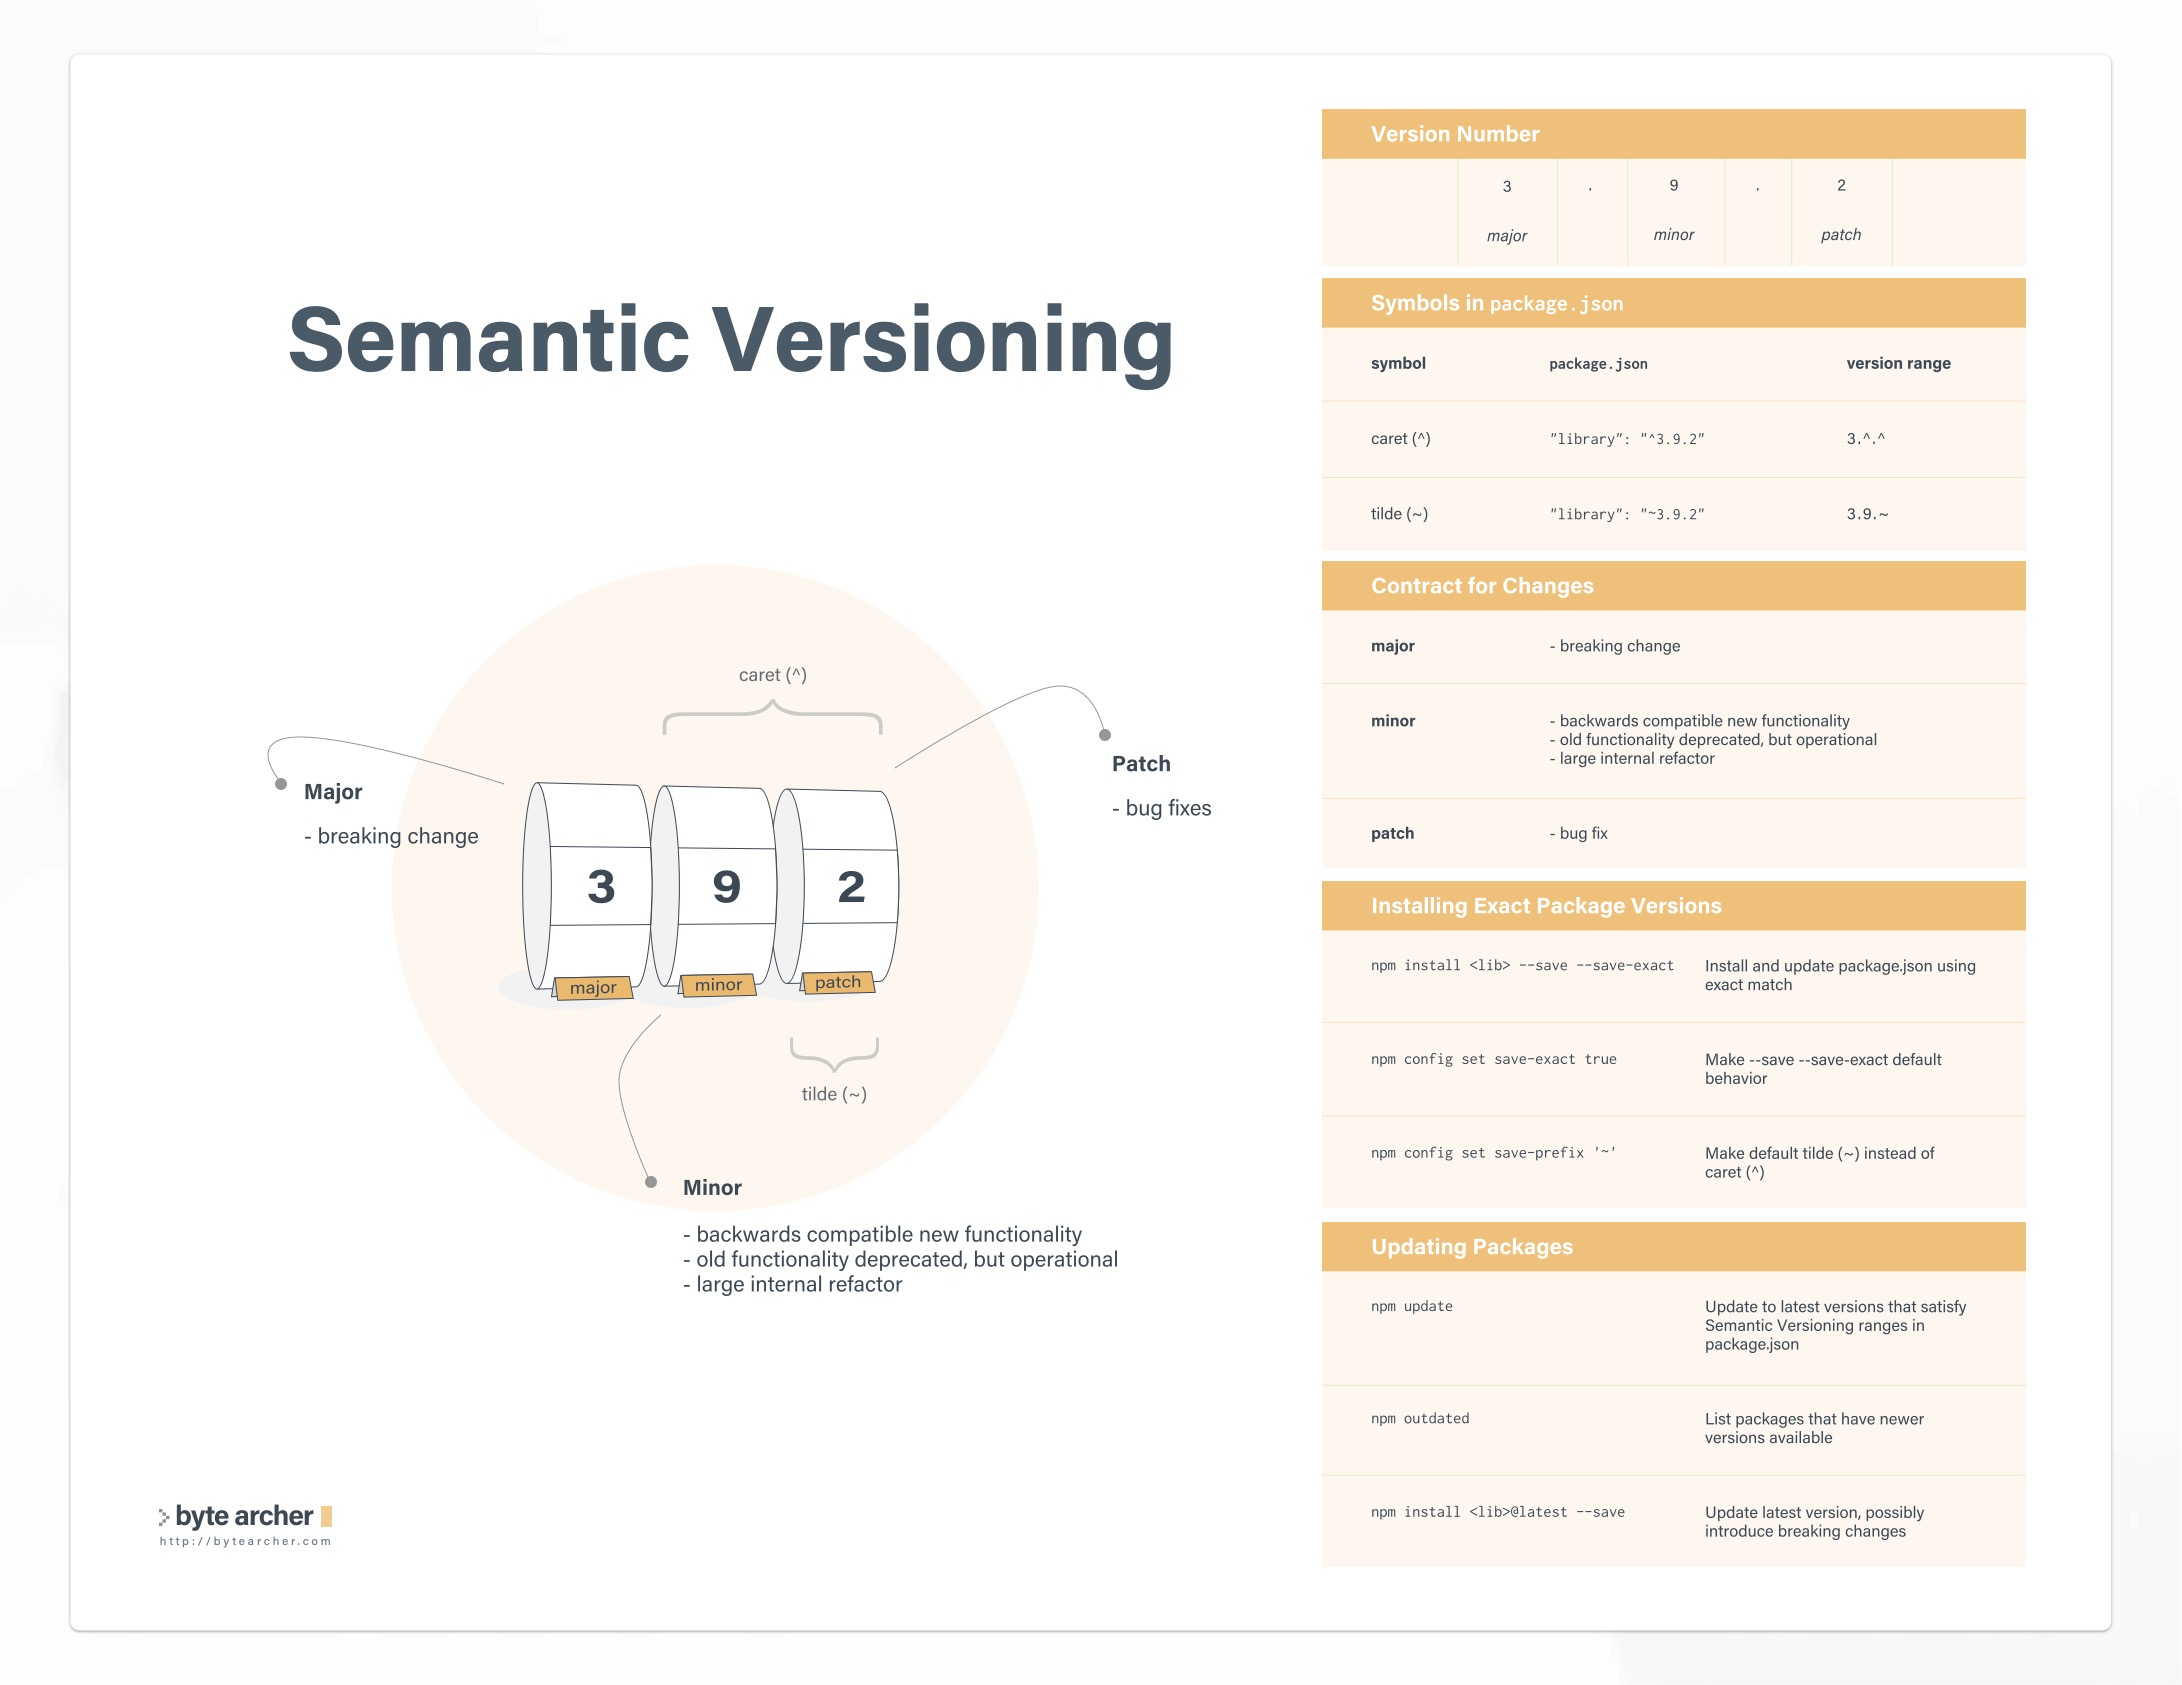 Semantic Versioning
caret (^)
Major
- breaking change
Patch
- bug fixes
3 9 2
major minor patch
tilde (~)
Minor
- backwards compatible new functionality
- old functionality deprecated, but operational
- large internal refactor
byte archer
http://bytearcher.com
Version Number
3 . 9 . 2
major minor patch
Symbols in package.json
symbol package.json version range
caret (^) "library": "^3.9.2" 3.^.^
tilde (~) "library": "~3.9.2" 3.9.~
Contract for Changes
major - breaking change
minor - backwards compatible new functionality
- old functionality deprecated, but operational
- large internal refactor
patch - bug fix
Installing Exact Package Versions
npm install <lib> --save --save-exact Install and update package.json using
exact match
npm config set save-exact true Make --save --save-exact default
behavior
npm config set save-prefix '~' Make default tilde (~) instead of
caret (^)
Updating Packages
npm update Update to latest versions that satisfy
Semantic Versioning ranges in
package.json
npm outdated List packages that have newer
versions available
npm install <lib>@latest --save Update latest version, possibly
introduce breaking changes